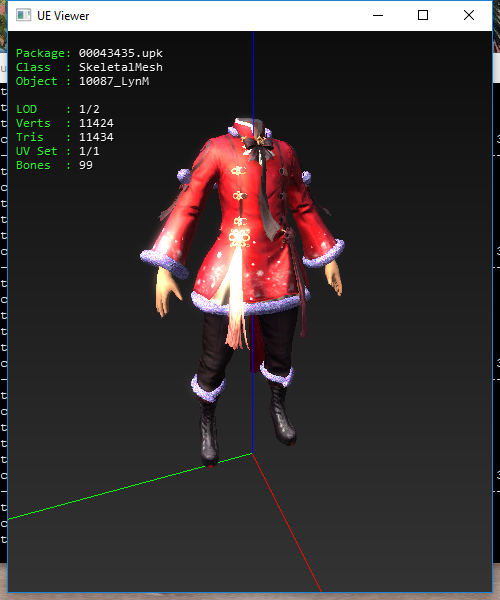 UE Viewer
Package: 00043435.upk
Class : SkeletalMesh
Object : 10087_LynM
LOD : 1/2
Verts : 11424
Tris : 11434
UV Set : 1/1
Bones : 99